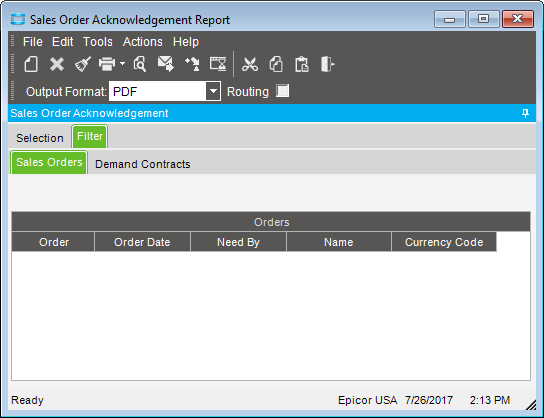 Sales Order Acknowledgement Report
File Edit Tools Actions Help
Output Format: PDF Routing
Sales Order Acknowledgement
Selection Filter
Sales Orders Demand Contracts
Orders
Order Order Date Need By Name Currency Code
Ready Epicor USA 7/26/2017 2:13 PM